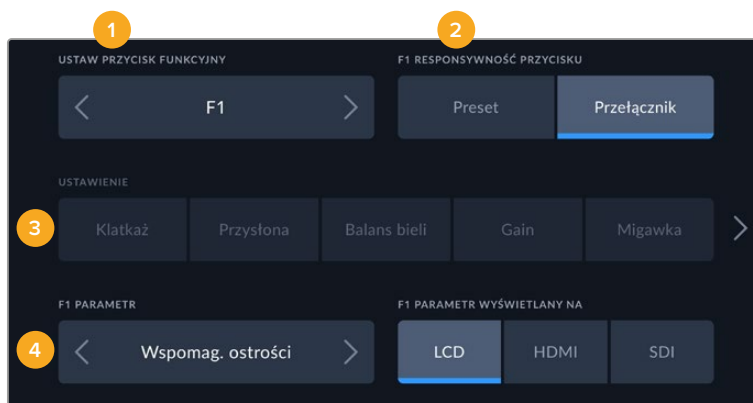 1
2
USTAW PRZYCISK FUNKCYJNY
F1 RESPONSYWNOŚĆ PRZYCISKU
F1
Preset
Przełącznik
USTAWIENIE
3
Klatkaż
Przysłona
Balans bieli
Gain
Migawka
F1 PARAMETR
F1 PARAMETR WYŚWIETLANY NA
4
Wspomag. ostrości
LCD
HDMI
SDI